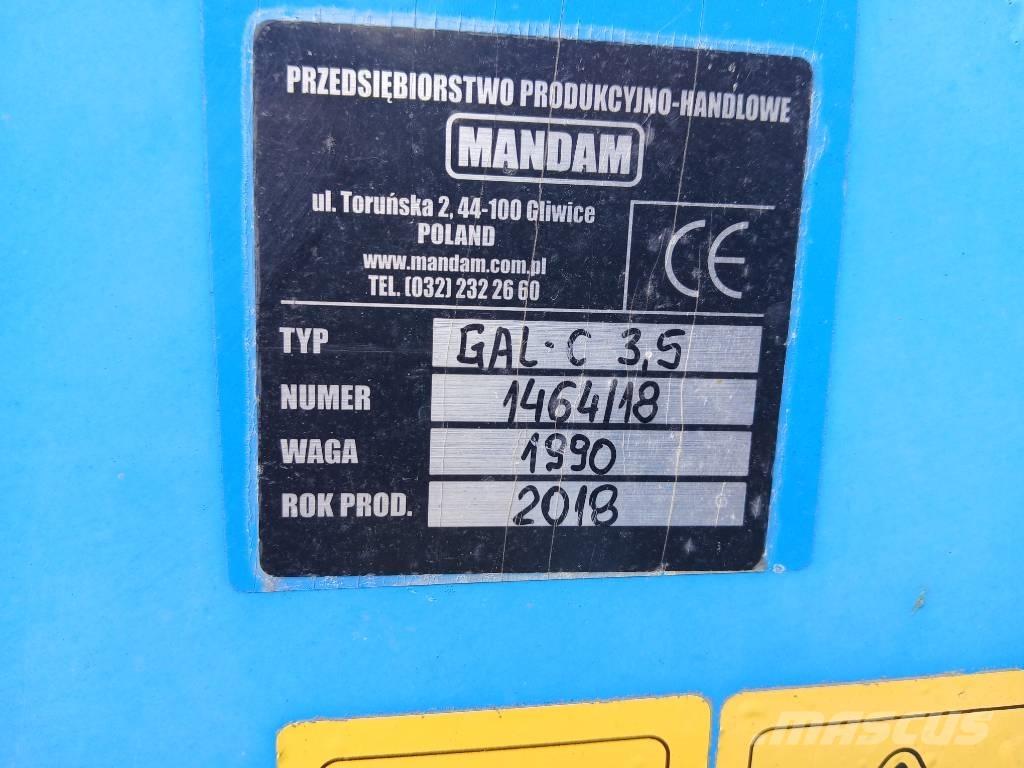 PRZEDSIĘBIORSTWO PRODUKCYJNO-HANDLOWE
MANDAM
ul. Toruńska 2, 44-100 Gliwice
POLAND
www.mandam.com.pl
TEL. (032) 232 26 60
CE
TYP GAL-C 3,5
NUMER 1464/18
WAGA 1990
ROK PROD. 2018
mascus